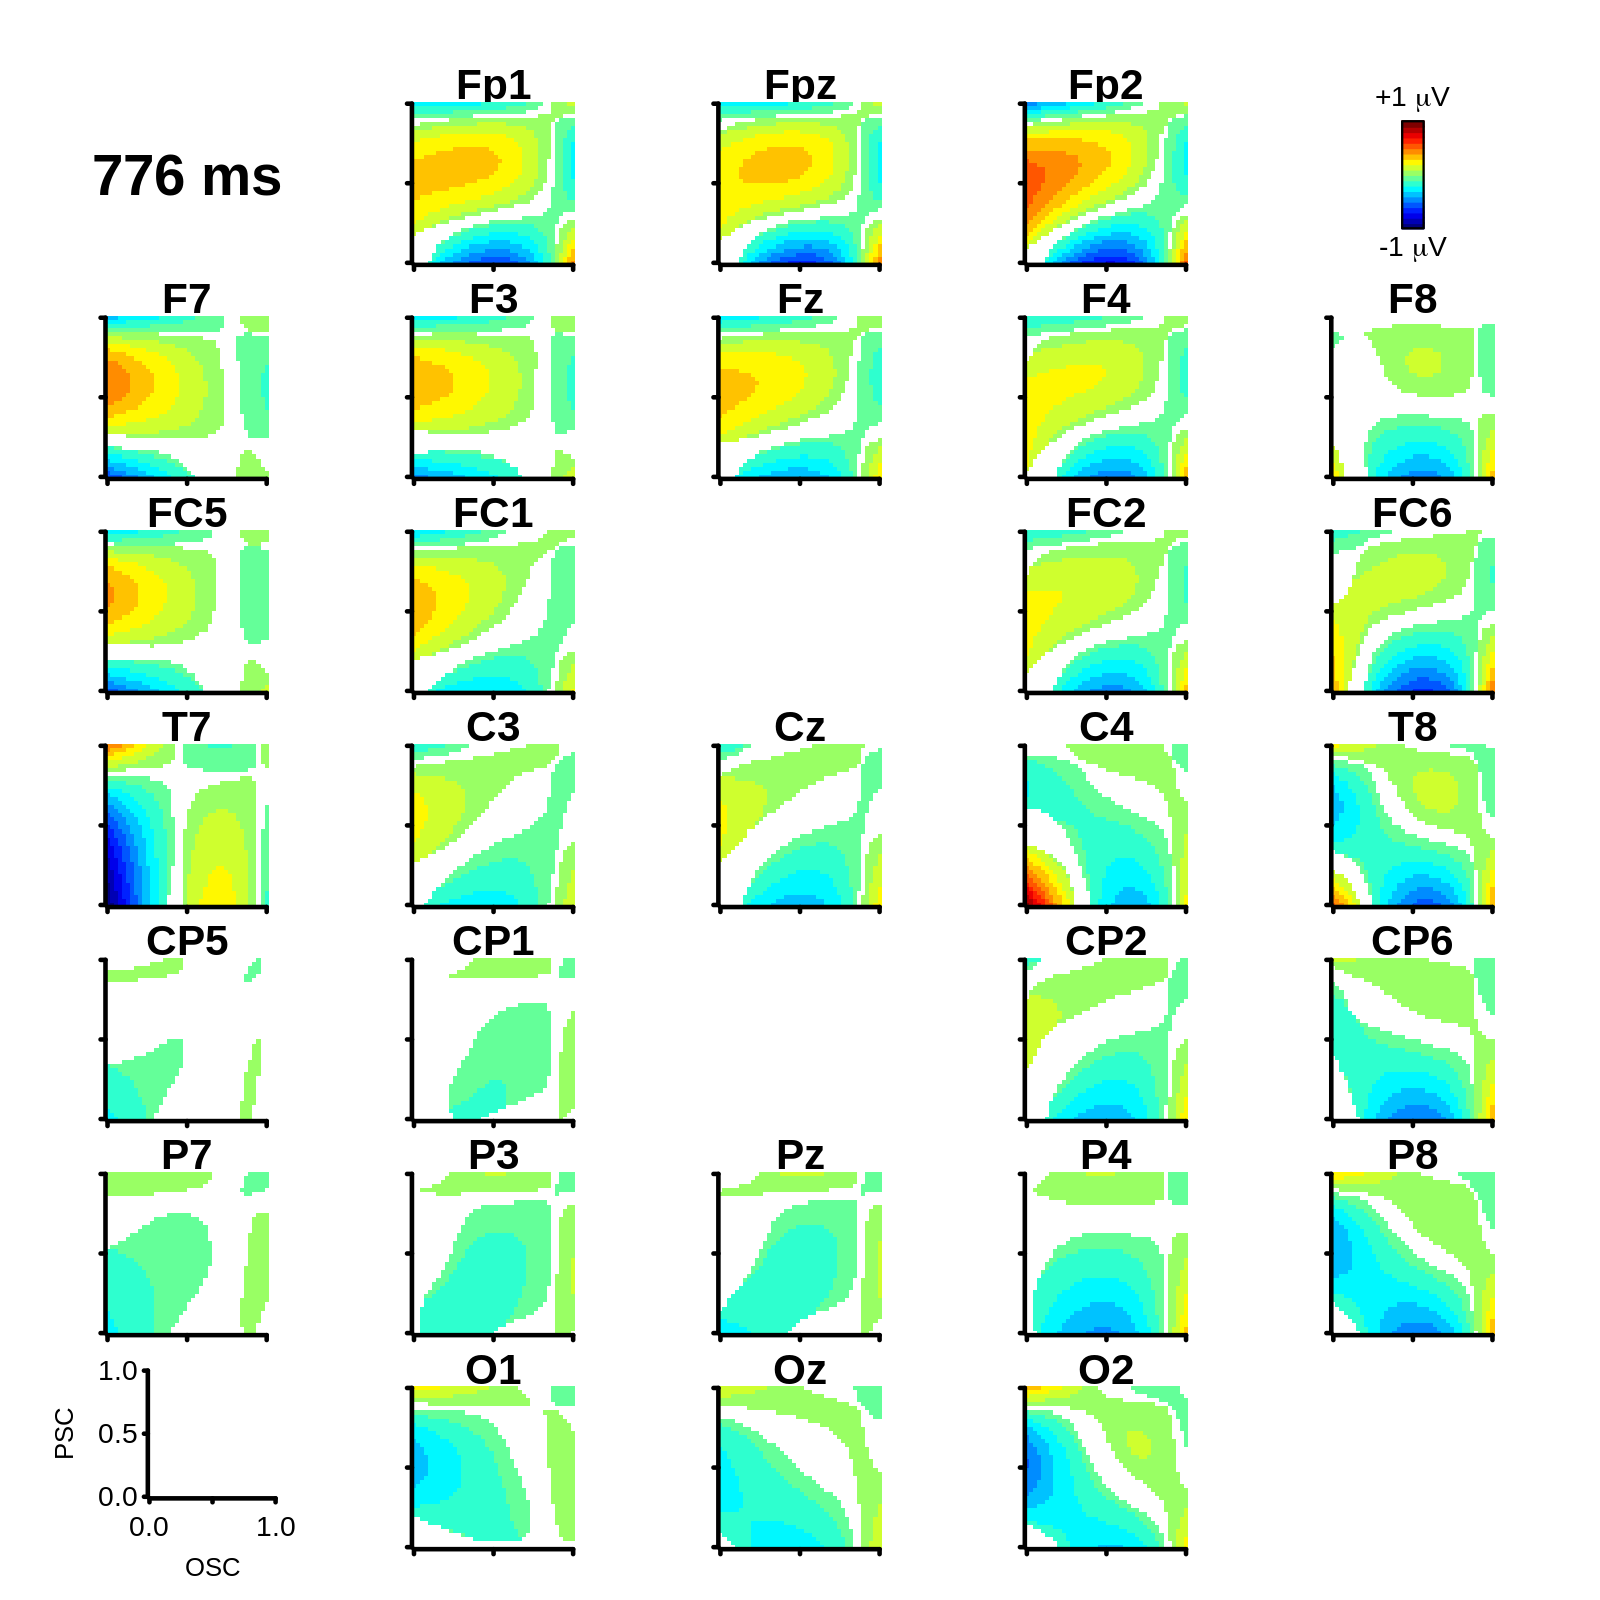 Fp1 Fpz Fp2
+1 μV
776 ms
-1 μV
F7 F3 Fz F4 F8
FC5 FC1 FC2 FC6
T7 C3 Cz C4 T8
CP5 CP1 CP2 CP6
P7 P3 Pz P4 P8
O1 Oz O2
1.0
PSC
0.5
0.0
0.0 1.0
OSC